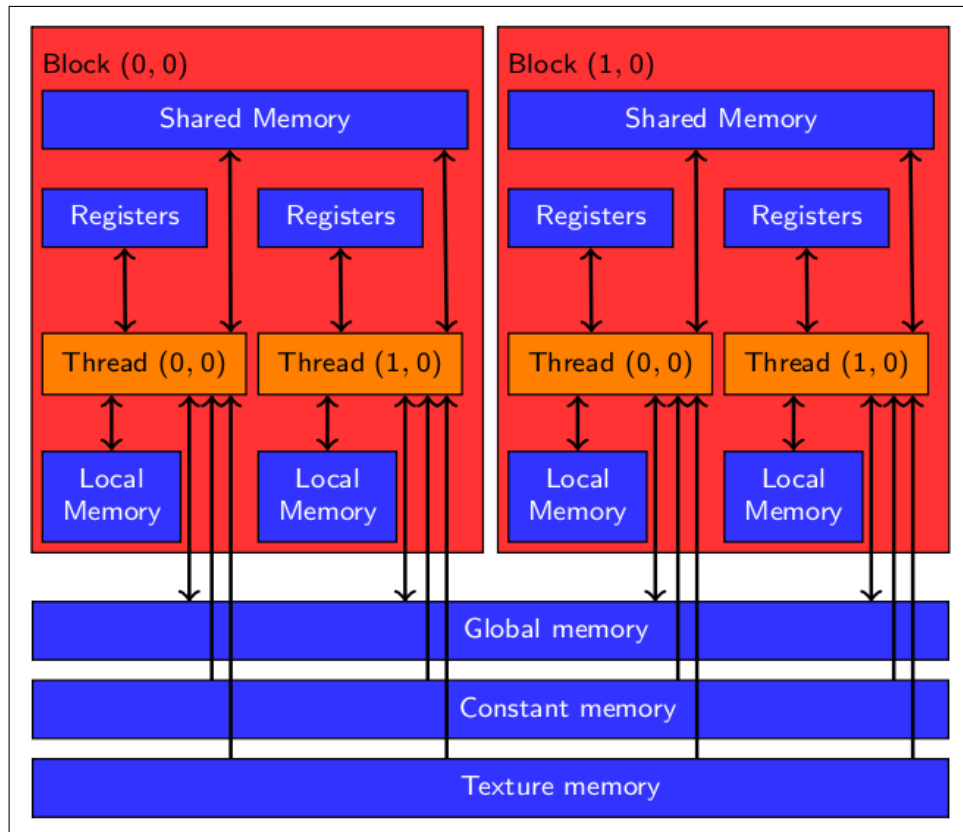 Block (0, 0)
Shared Memory
Registers
Registers
Thread (0, 0)
Thread (1, 0)
Local
Memory
Local
Memory
Block (1, 0)
Shared Memory
Registers
Registers
Thread (0, 0)
Thread (1, 0)
Local
Memory
Local
Memory
Global memory
Constant memory
Texture memory